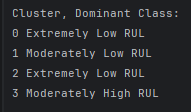 Cluster, Dominant Class:
0 Extremely Low RUL
1 Moderately Low RUL
2 Extremely Low RUL
3 Moderately High RUL